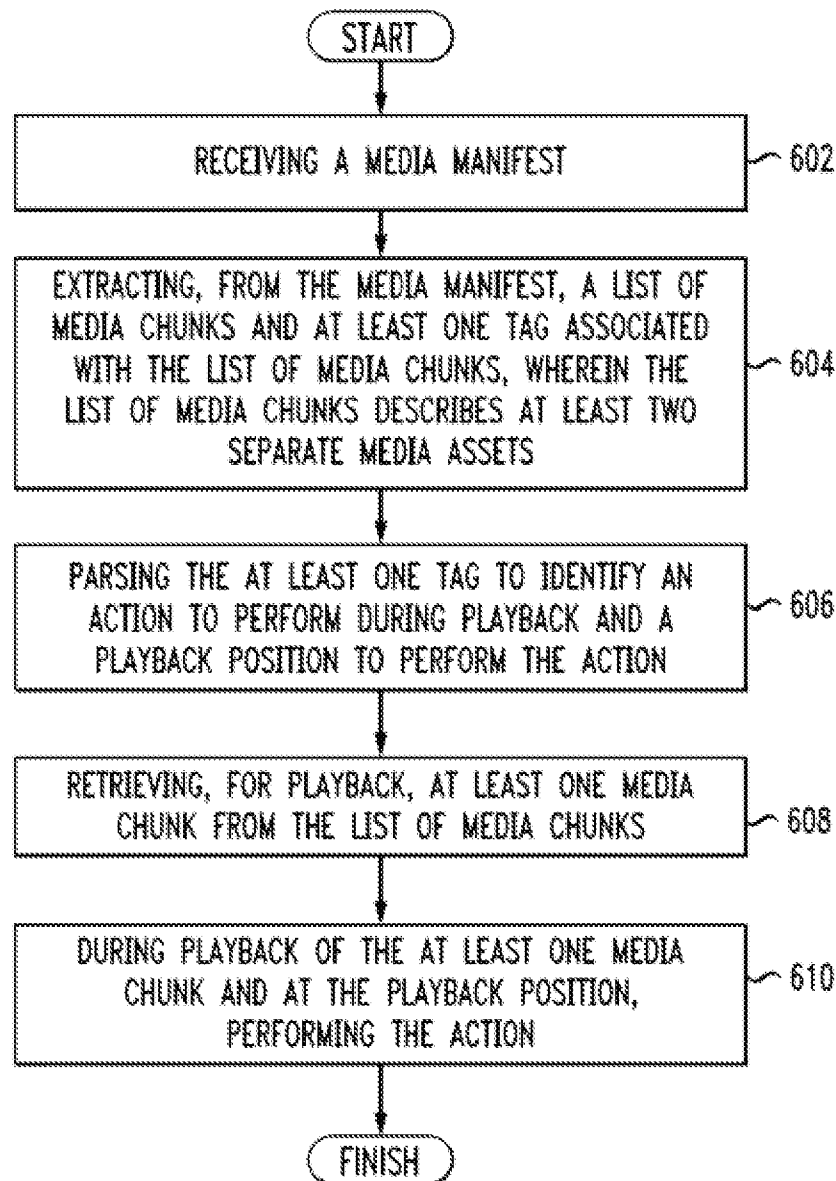 START
RECEIVING A MEDIA MANIFEST
602
EXTRACTING, FROM THE MEDIA MANIFEST, A LIST OF
MEDIA CHUNKS AND AT LEAST ONE TAG ASSOCIATED
WITH THE LIST OF MEDIA CHUNKS, WHEREIN THE
LIST OF MEDIA CHUNKS DESCRIBES AT LEAST TWO
SEPARATE MEDIA ASSETS
604
PARSING THE AT LEAST ONE TAG TO IDENTIFY AN
ACTION TO PERFORM DURING PLAYBACK AND A
PLAYBACK POSITION TO PERFORM THE ACTION
606
RETRIEVING, FOR PLAYBACK, AT LEAST ONE MEDIA
CHUNK FROM THE LIST OF MEDIA CHUNKS
608
DURING PLAYBACK OF THE AT LEAST ONE MEDIA
CHUNK AND AT THE PLAYBACK POSITION,
PERFORMING THE ACTION
610
FINISH